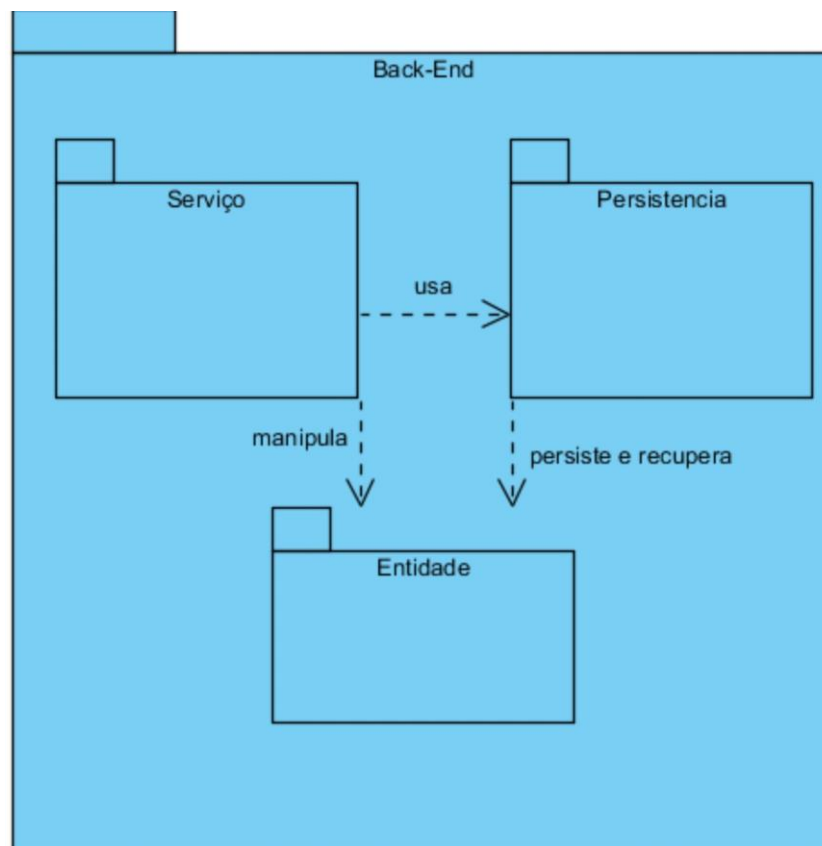 Back-End
Serviço
Persistencia
usa
manipula
persiste e recupera
Entidade